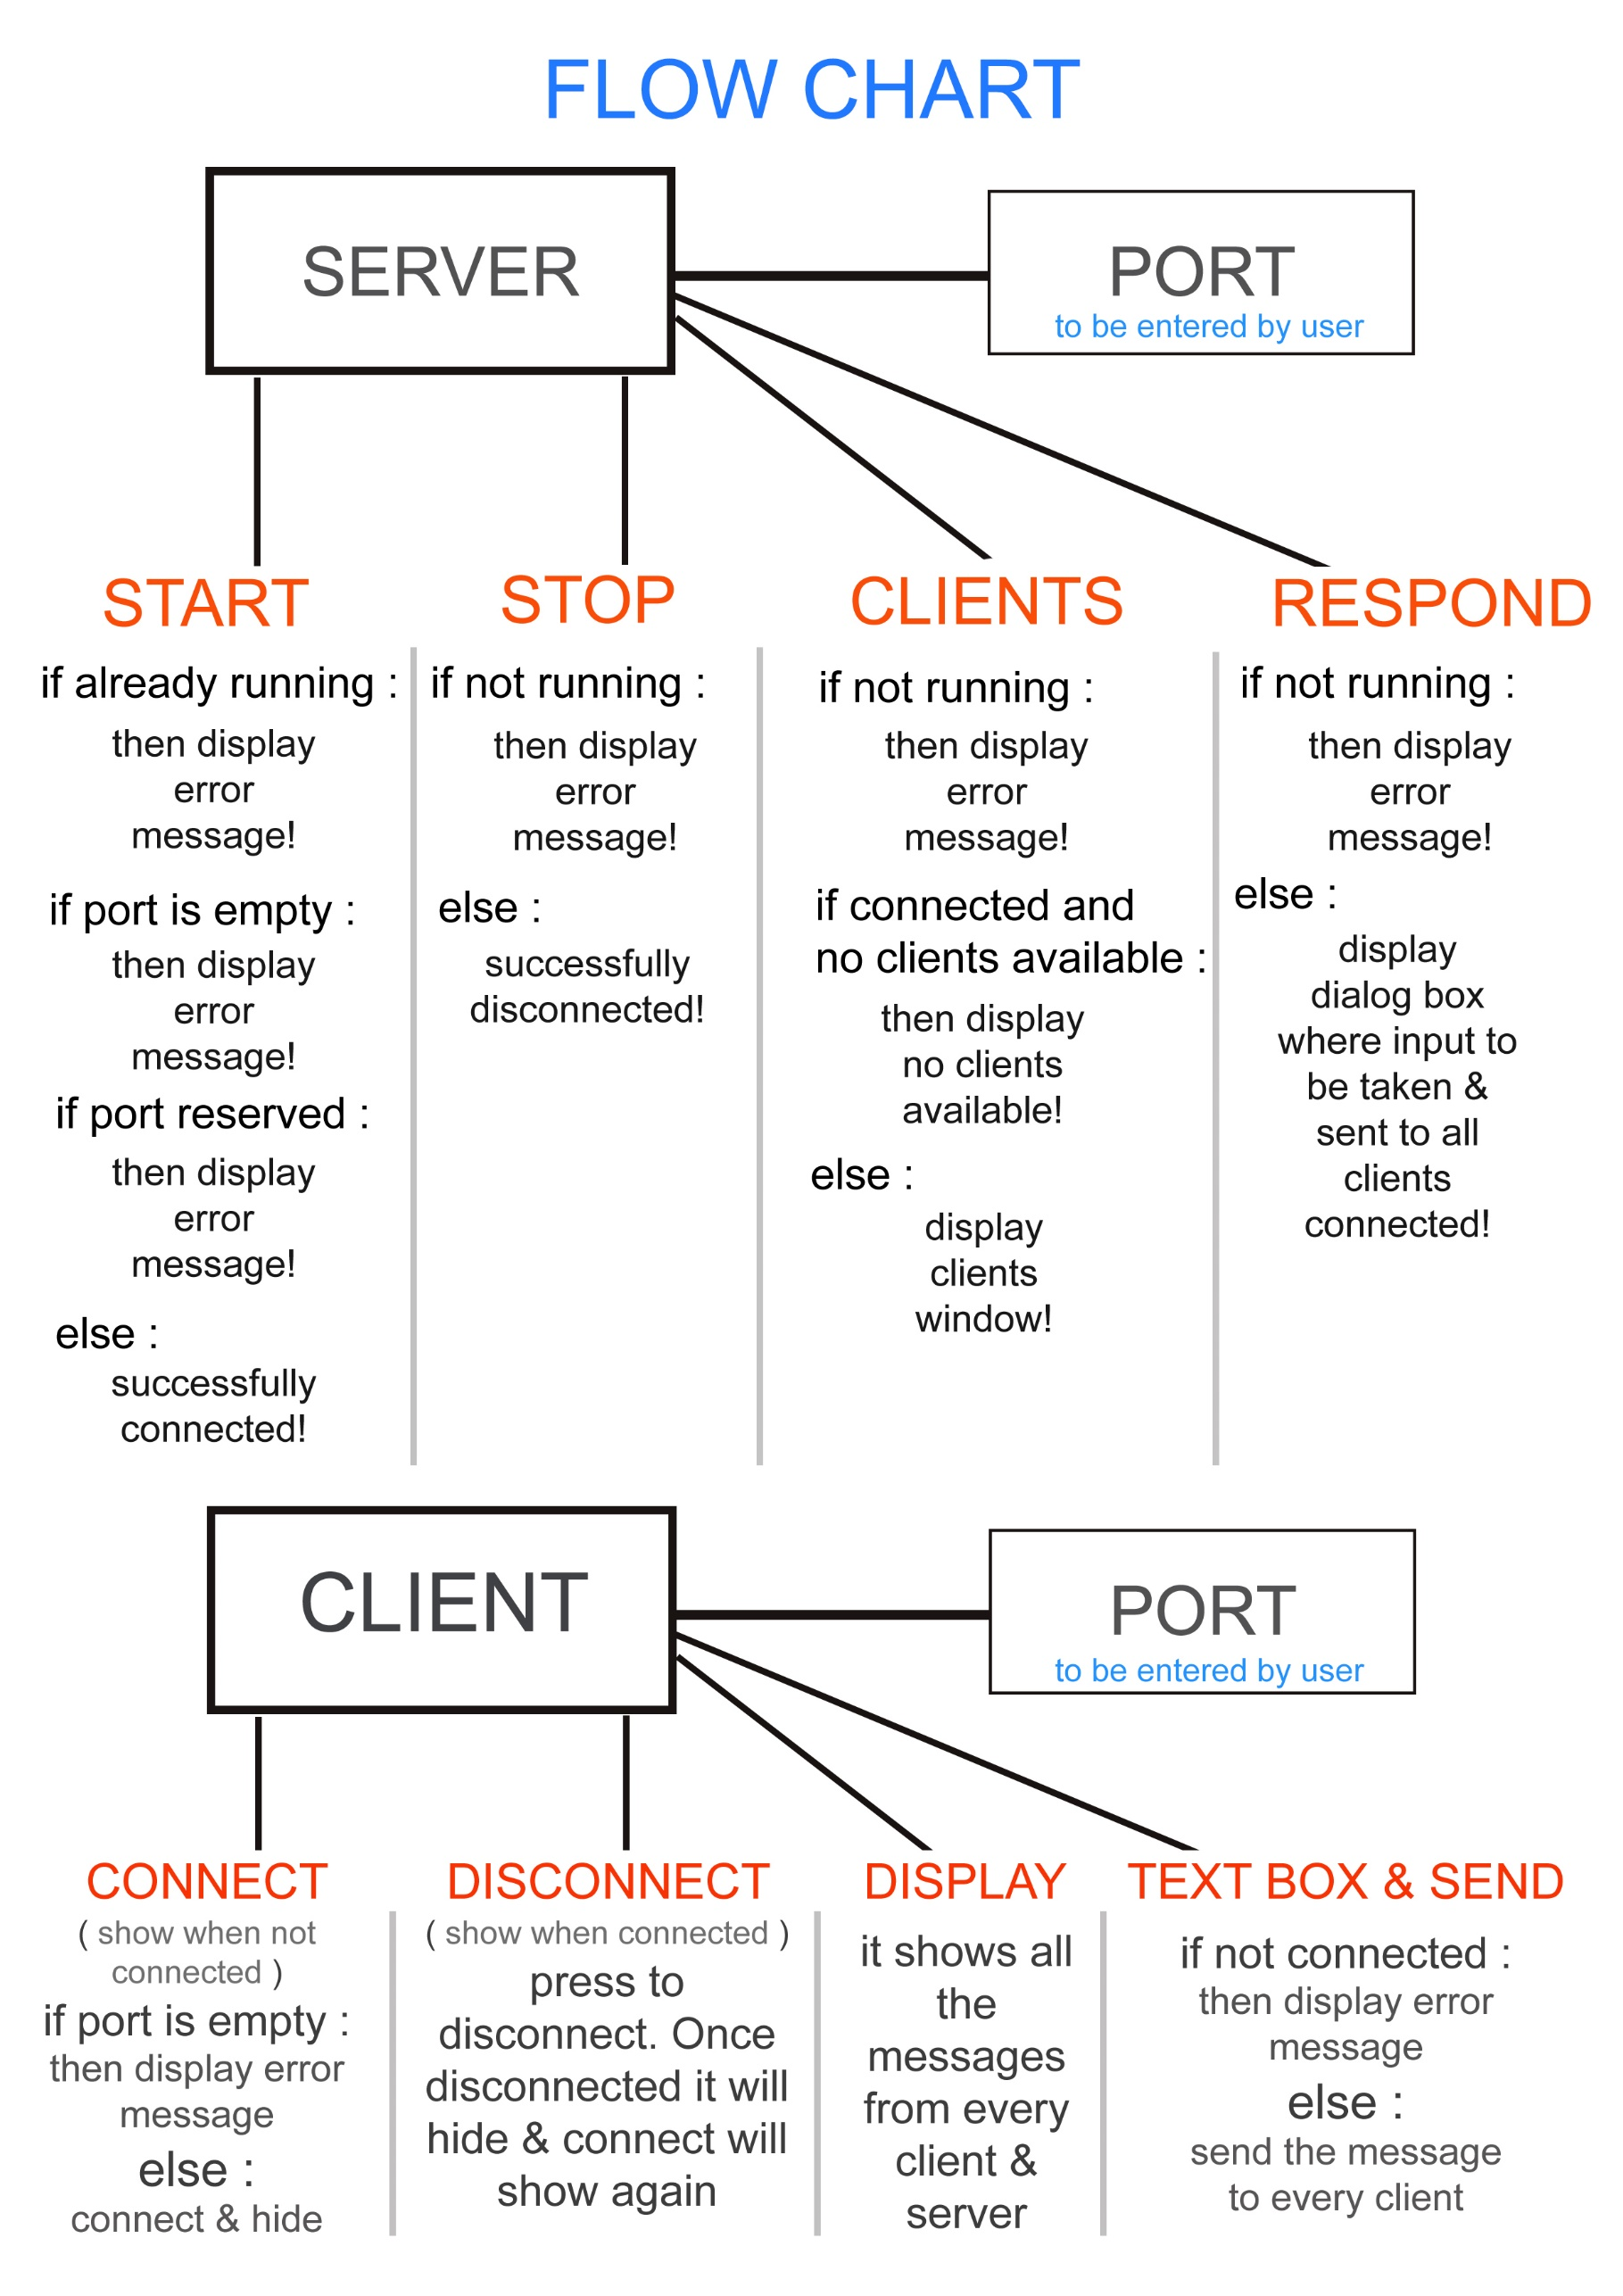 FLOW CHART
SERVER
PORT
to be entered by user
START
if already running :
then display
error
message!
if port is empty :
then display
error
message!
if port reserved :
then display
error
message!
else :
successfully
connected!
STOP
if not running :
then display
error
message!
else :
successfully
disconnected!
CLIENTS
if not running :
then display
error
message!
if connected and
no clients available :
then display
no clients
available!
else :
display
clients
window!
RESPOND
if not running :
then display
error
message!
else :
display
dialog box
where input to
be taken &
sent to all
clients
connected!
CLIENT
PORT
to be entered by user
CONNECT
( show when not
connected )
if port is empty :
then display error
message
else :
connect & hide
DISCONNECT
( show when connected )
press to
disconnect. Once
disconnected it will
hide & connect will
show again
DISPLAY
it shows all
the
messages
from every
client &
server
TEXT BOX & SEND
if not connected :
then display error
message
else :
send the message
to every client